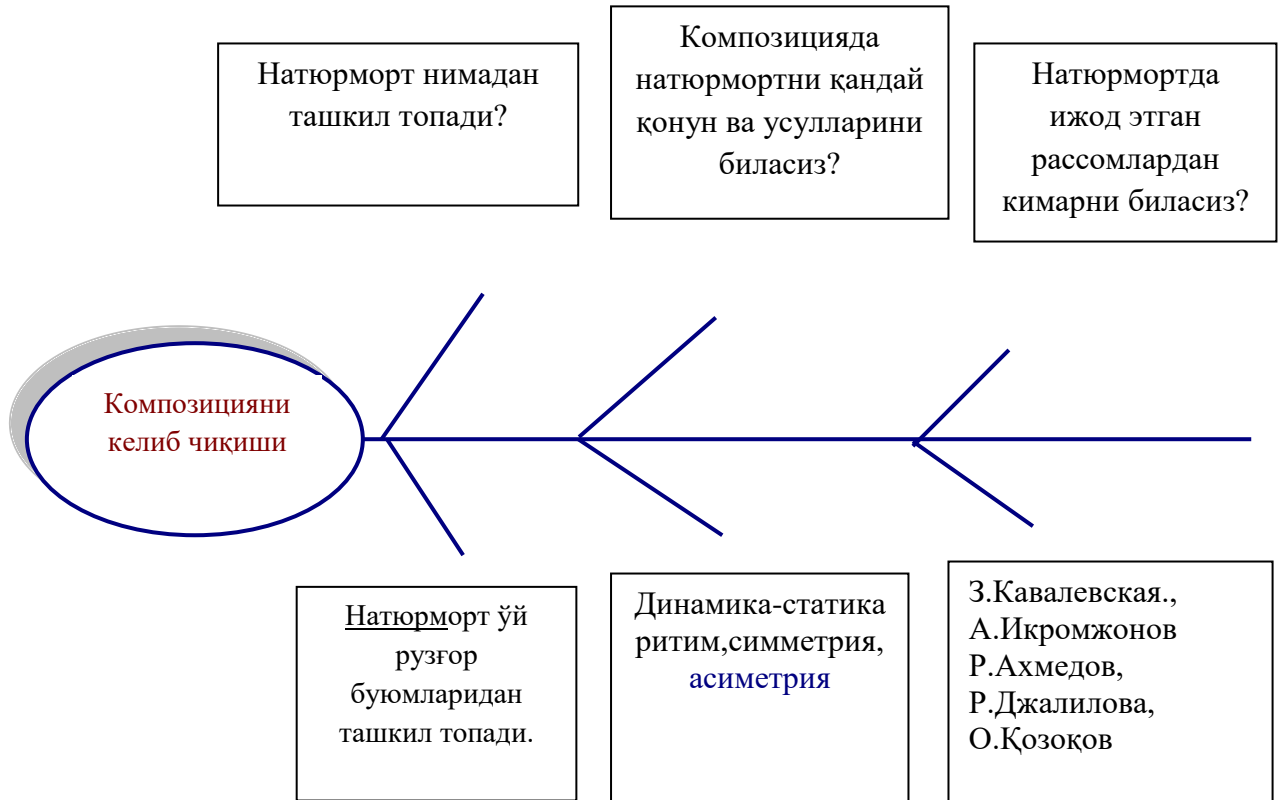 Натюрморт нимадан
ташкил топади?
Композицияда
натюрмортни қандай
қонун ва усулларини
биласиз?
Натюрмортда
ижод этган
рассомлардан
кимарни биласиз?
Композицияни
келиб чиқиши
Натюрморт ўй
рузғор
буюмларидан
ташкил топади.
Динамика-статика
ритим,симметрия,
асиметрия
З.Кавалевская.,
А.Икромжонов
Р.Ахмедов,
Р.Джалилова,
О.Қозоқов